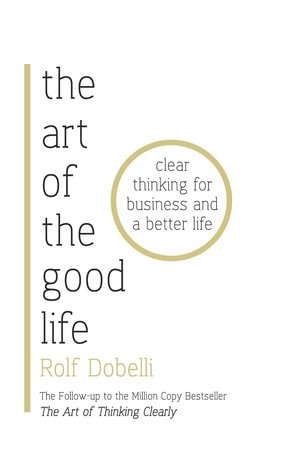 the
art
of
the
good
life
clear
thinking for
business and
a better life
Rolf Dobelli
The Follow-up to the Million Copy Bestseller
The Art of Thinking Clearly